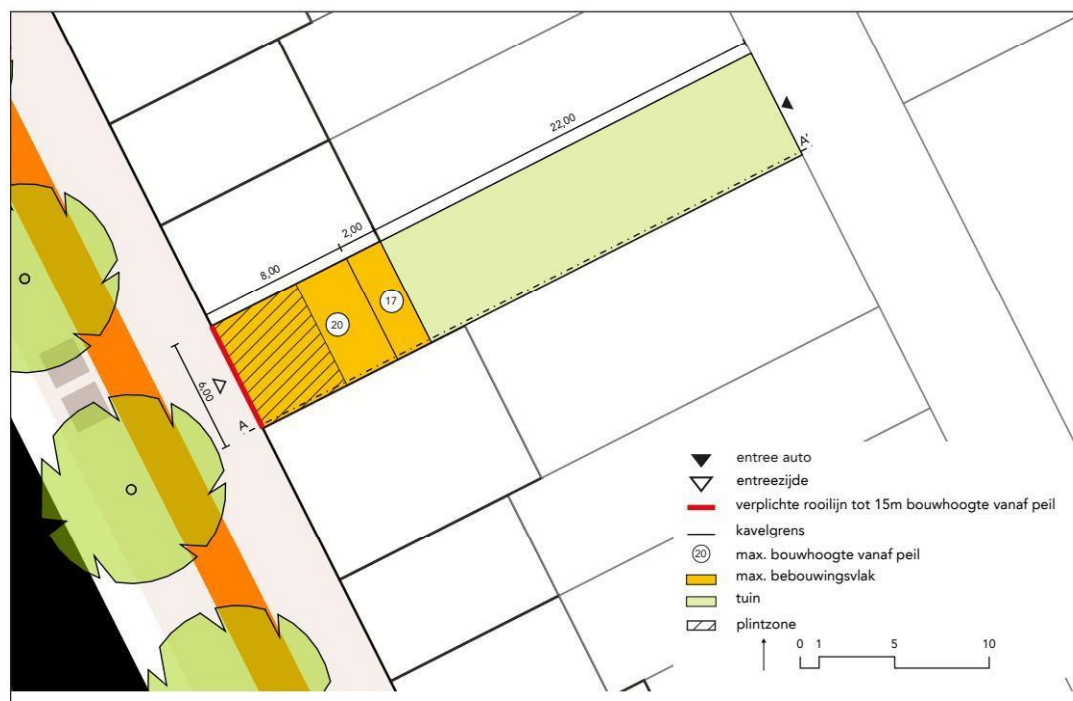 22,00
2,00
8,00
17
20
6,00
A
A'
entree auto
entreezijde
verplichte rooilijn tot 15m bouwhoogte vanaf peil
kavelgrens
20 max. bouwhoogte vanaf peil
max. bebouwingsvlak
tuin
plintzone
0 1 5 10